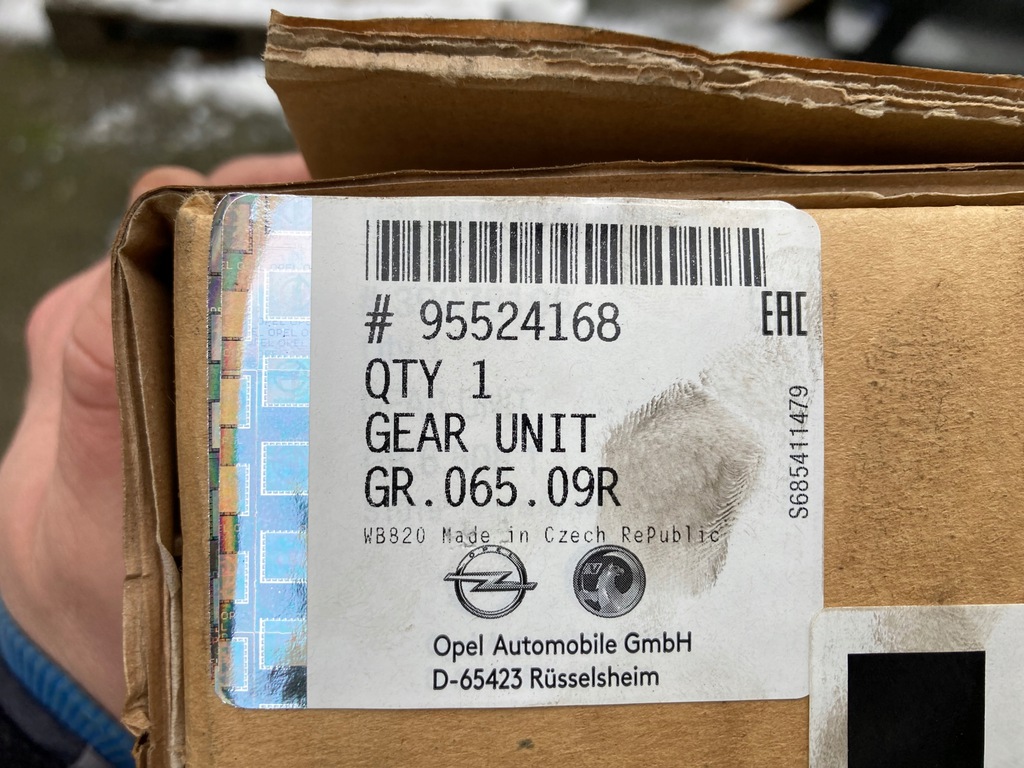 # 95524168
EAC
QTY 1
GEAR UNIT
GR.065.09R
S685411479
WB820 Made in Czech RePublic
OPEL
V
Opel Automobile GmbH
D-65423 Rüsselsheim